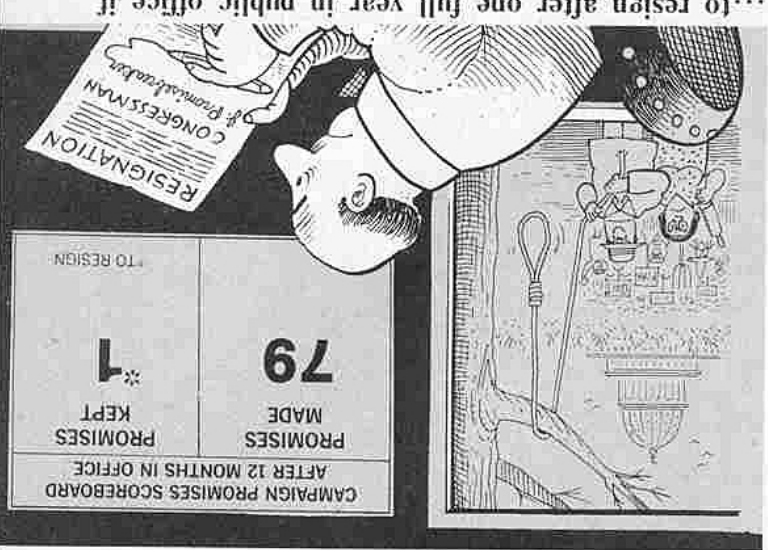 CAMPAIGN PROMISES SCOREBOARD
AFTER 12 MONTHS IN OFFICE
PROMISES
MADE
79
PROMISES
KEPT
*1
*TO RESIGN
RESIGNATION
CONGRESSMAN
J. Promisebreaker
...to resign after one full year in public office if